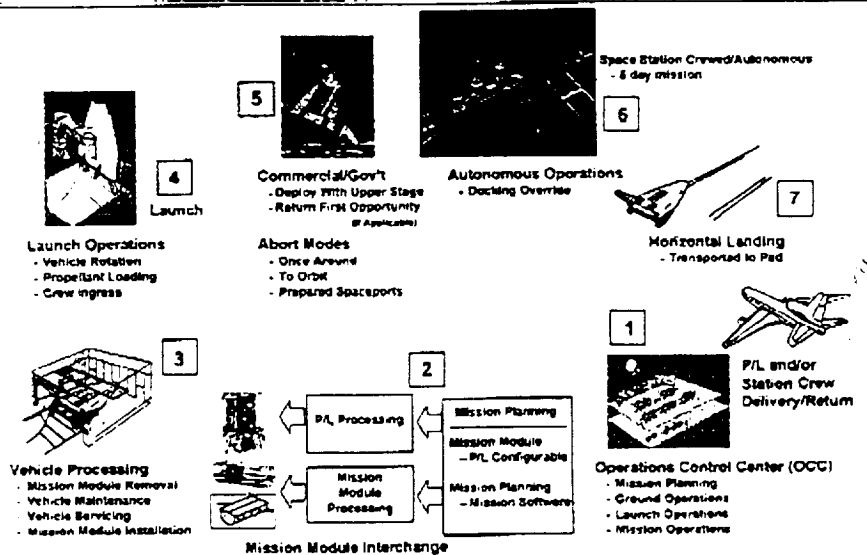 Space Station Crewed/Autonomous
- 5 day mission
5
6
4
Launch
Commercial/Gov't
- Deploy With Upper Stage
- Return First Opportunity
(If Applicable)
Autonomous Operations
- Docking Override
7
Horizontal Landing
- Transported to Pad
Launch Operations
- Vehicle Rotation
- Propellant Loading
- Crew Ingress
Abort Modes
- Once Around
- To Orbit
- Prepared Spaceports
3
2
1
P/L and/or
Station Crew
Delivery/Return
P/L Processing
Mission Planning
Mission Module
- P/L Configurable
Mission
Module
Processing
Mission Planning
- Mission Software
Vehicle Processing
- Mission Module Removal
- Vehicle Maintenance
- Vehicle Servicing
- Mission Module Installation
Operations Control Center (OCC)
- Mission Planning
- Ground Operations
- Launch Operations
- Mission Operations
Mission Module Interchange